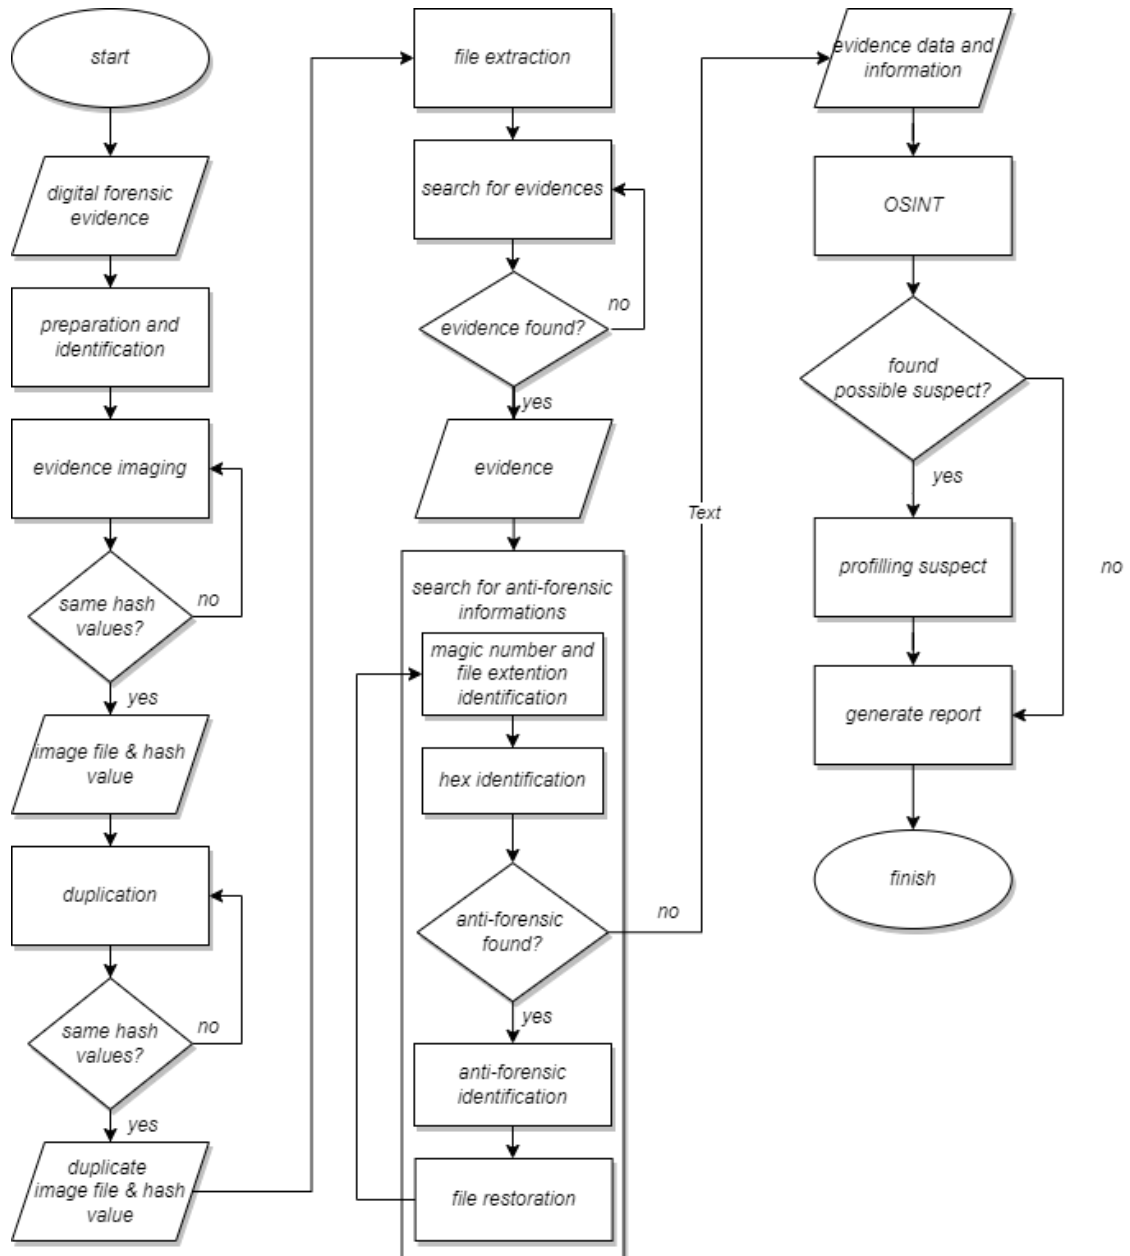 start
digital forensic
evidence
preparation and
identification
evidence imaging
same hash
values?
no
yes
image file & hash
value
duplication
same hash
values?
no
yes
duplicate
image file & hash
value
file extraction
search for evidences
evidence found?
no
yes
evidence
search for anti-forensic
informations
magic number and
file extention
identification
hex identification
anti-forensic
found?
no
yes
anti-forensic
identification
file restoration
Text
evidence data and
information
OSINT
found
possible suspect?
yes
no
profilling suspect
generate report
finish